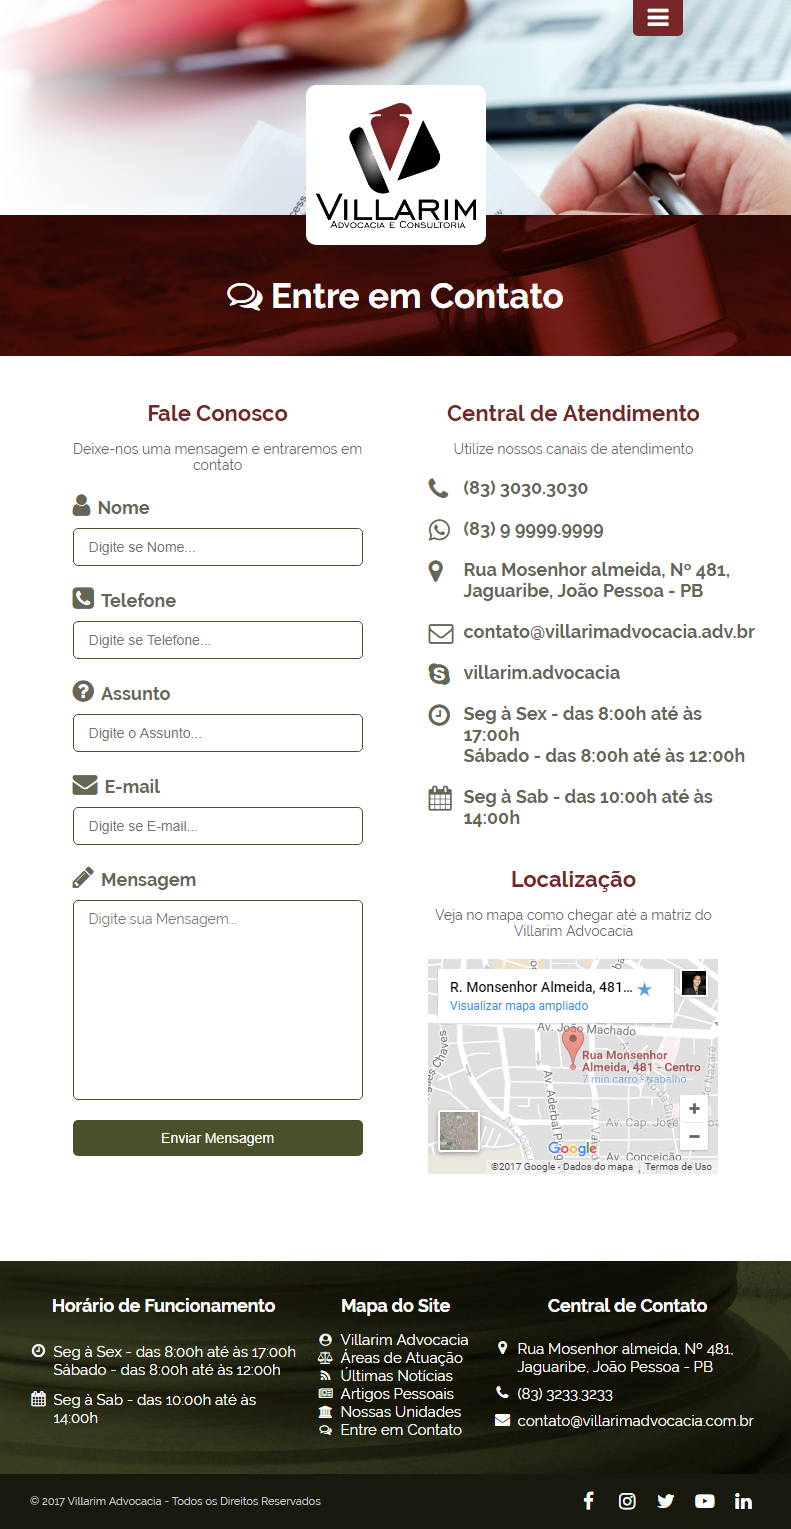 VILLARIM
ADVOCACIA E CONSULTORIA
Entre em Contato
Fale Conosco
Deixe-nos uma mensagem e entraremos em
contato
Nome
Digite se Nome...
Telefone
Digite se Telefone...
Assunto
Digite o Assunto...
E-mail
Digite se E-mail...
Mensagem
Digite sua Mensagem...
Enviar Mensagem
Central de Atendimento
Utilize nossos canais de atendimento
(83) 3030.3030
(83) 9 9999.9999
Rua Mosenhor almeida, Nº 481,
Jaguaribe, João Pessoa - PB
contato@villarimadvocacia.adv.br
villarim.advocacia
Seg à Sex - das 8:00h até às
17:00h
Sábado - das 8:00h até às 12:00h
Seg à Sab - das 10:00h até às
14:00h
Localização
Veja no mapa como chegar até a matriz do
Villarim Advocacia
R. Monsenhor Almeida, 481...
Visualizar mapa ampliado
Av. João Machado
Rua Monsenhor
Almeida, 481 - Centro
7 min carro - trabalho
Chaves
Av. Aderbal
Av. Cap. José
Av. Conceição
Google
©2017 Google - Dados do mapa
Termos de Uso
Horário de Funcionamento
Seg à Sex - das 8:00h até às 17:00h
Sábado - das 8:00h até às 12:00h
Seg à Sab - das 10:00h até às
14:00h
Mapa do Site
Villarim Advocacia
Áreas de Atuação
Últimas Notícias
Artigos Pessoais
Nossas Unidades
Entre em Contato
Central de Contato
Rua Mosenhor almeida, Nº 481,
Jaguaribe, João Pessoa - PB
(83) 3233.3233
contato@villarimadvocacia.com.br
© 2017 Villarim Advocacia - Todos os Direitos Reservados